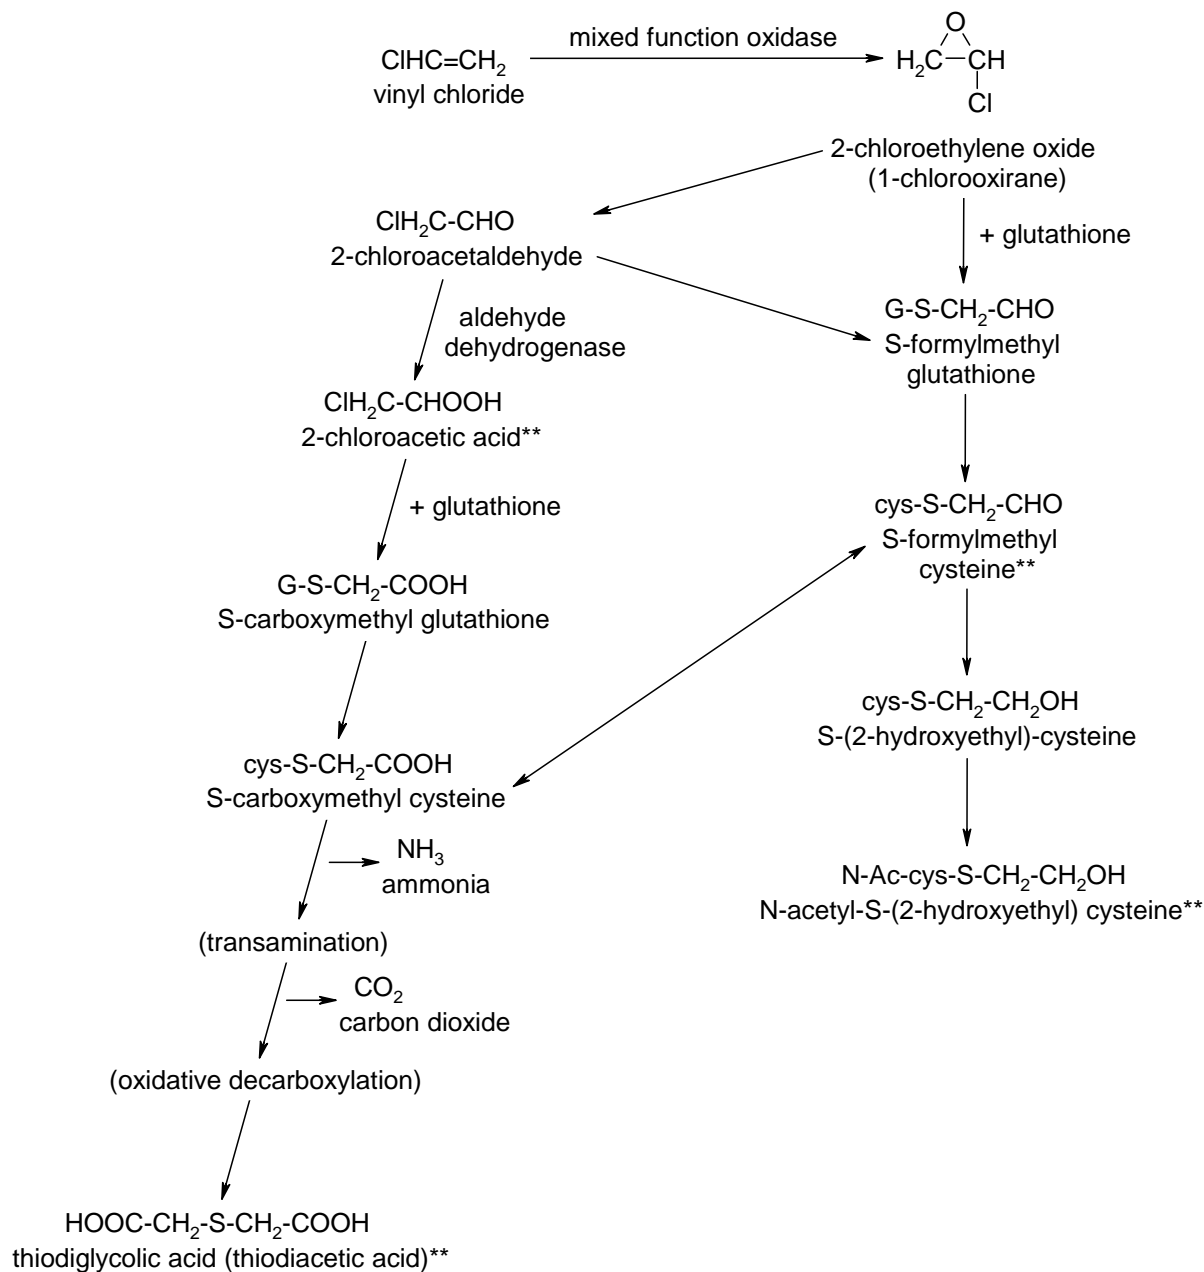 ClHC=CH₂
vinyl chloride
mixed function oxidase
O
H₂C—CH
Cl
2-chloroethylene oxide
(1-chlorooxirane)
ClH₂C-CHO
2-chloroacetaldehyde
+ glutathione
G-S-CH₂-CHO
S-formylmethyl
glutathione
aldehyde
dehydrogenase
ClH₂C-CHOOH
2-chloroacetic acid**
+ glutathione
cys-S-CH₂-CHO
S-formylmethyl
cysteine**
G-S-CH₂-COOH
S-carboxymethyl glutathione
cys-S-CH₂-CH₂OH
S-(2-hydroxyethyl)-cysteine
cys-S-CH₂-COOH
S-carboxymethyl cysteine
NH₃
ammonia
N-Ac-cys-S-CH₂-CH₂OH
N-acetyl-S-(2-hydroxyethyl) cysteine**
(transamination)
CO₂
carbon dioxide
(oxidative decarboxylation)
HOOC-CH₂-S-CH₂-COOH
thiodiglycolic acid (thiodiacetic acid)**